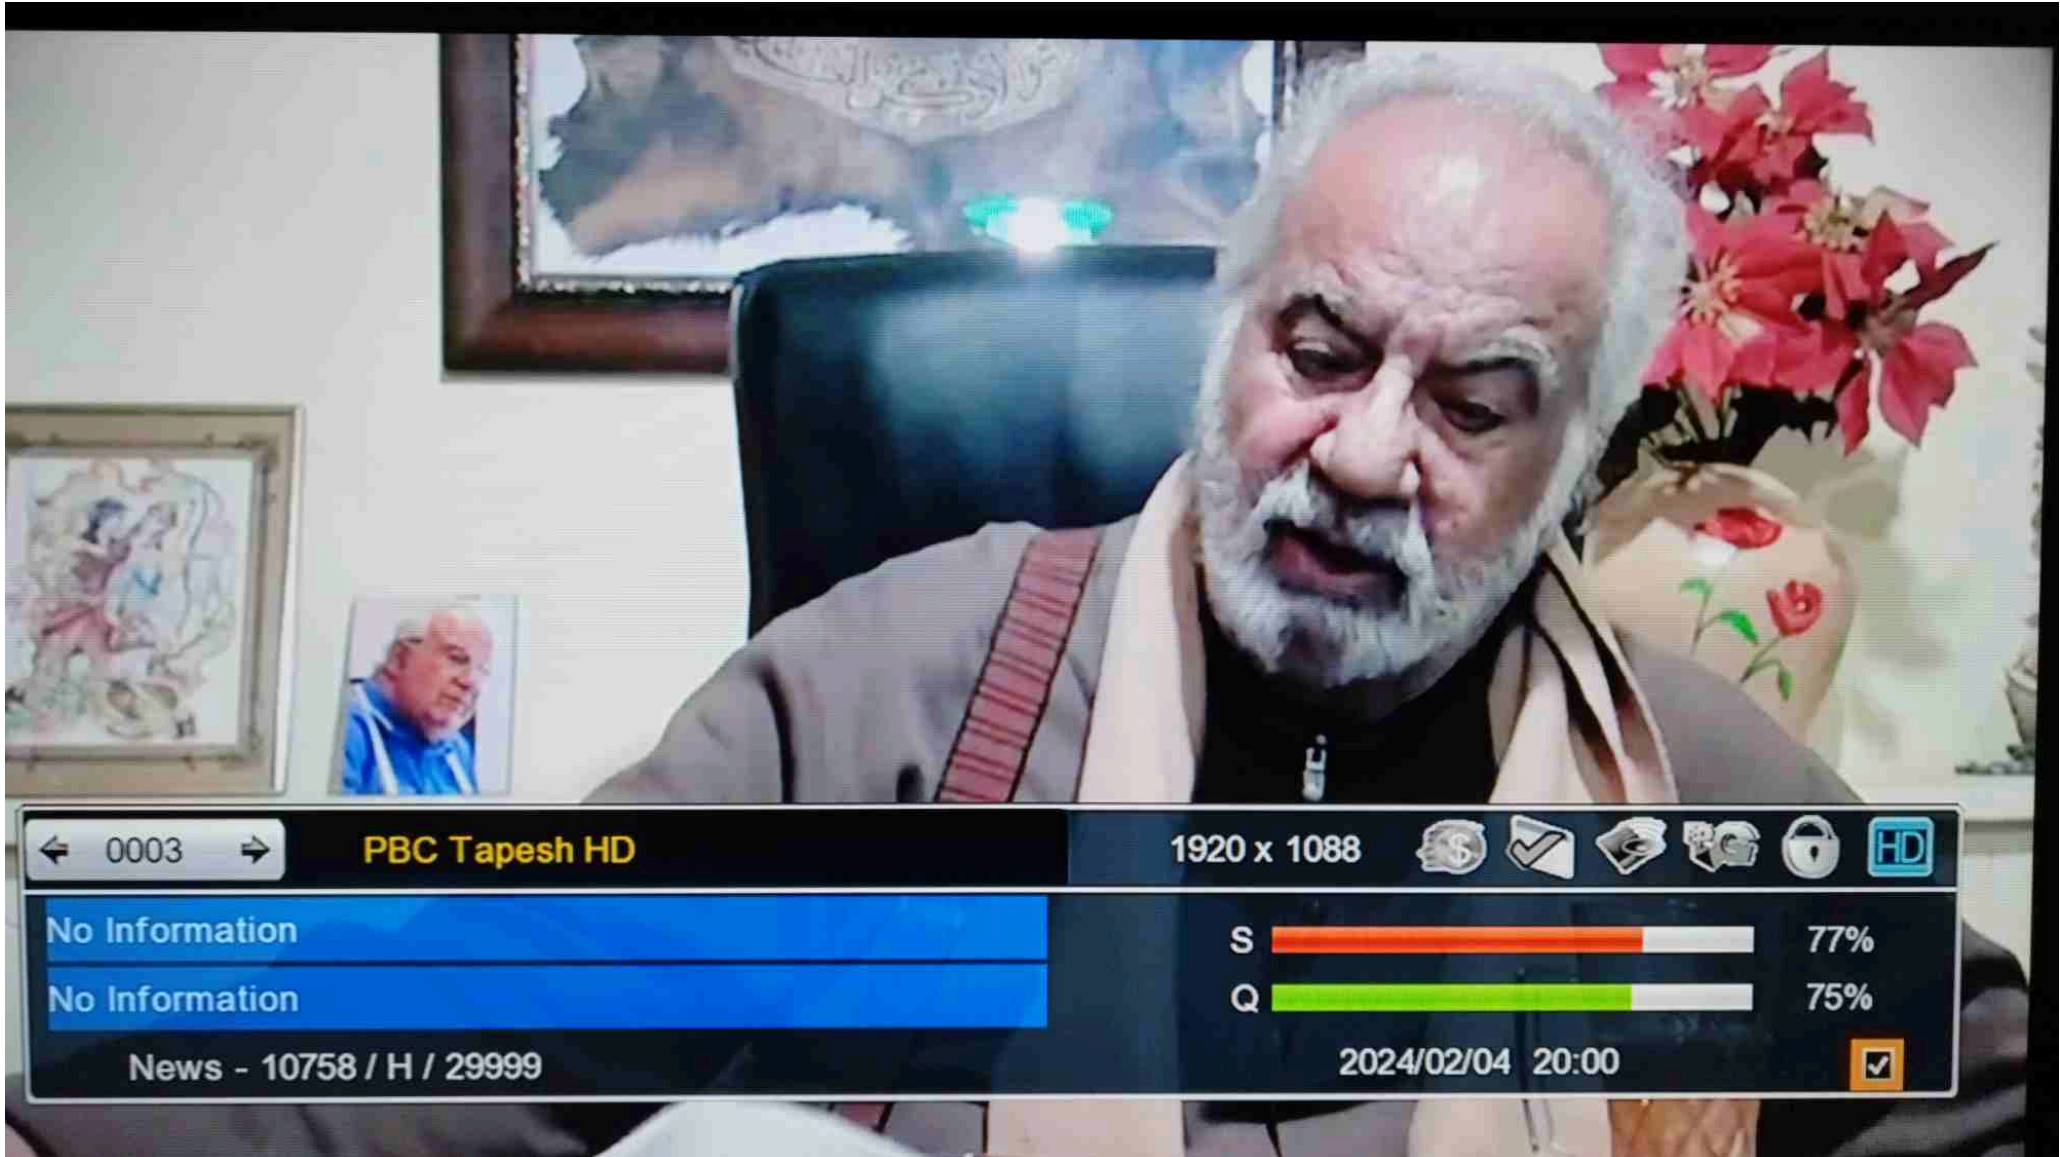 0003
PBC Tapesh HD
1920 x 1088
HD
No Information
S
77%
No Information
Q
75%
News - 10758 / H / 29999
2024/02/04 20:00